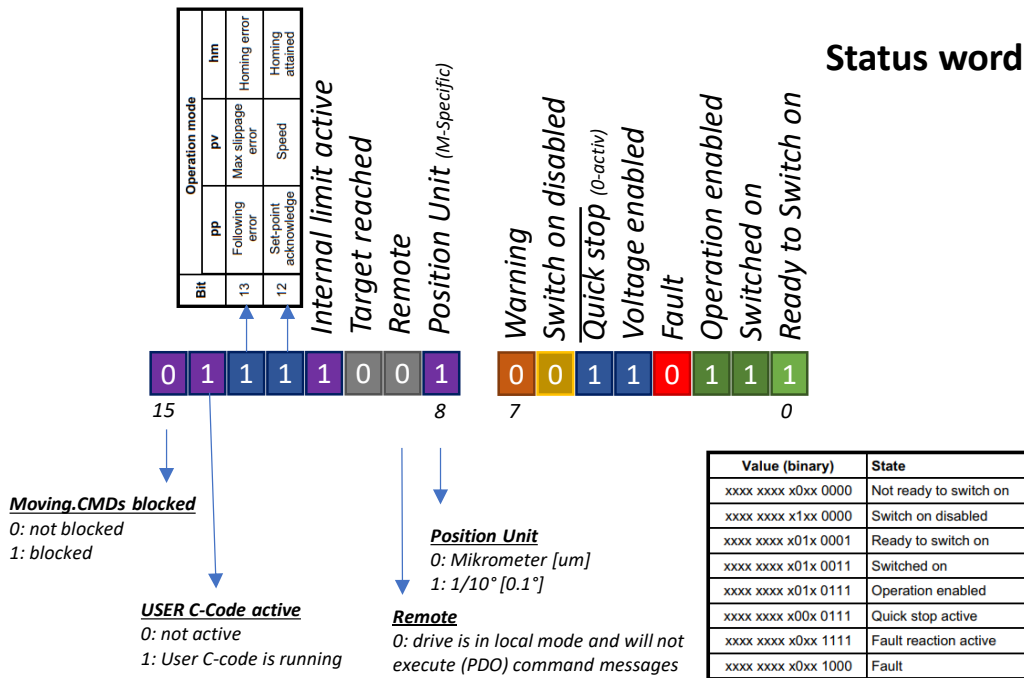 Status word
Bit
Operation mode
pp
pv
hm
13
Following
error
Max slippage
error
Homing error
12
Set-point
acknowledge
Speed
Homing
attained
Internal limit active
Target reached
Remote
Position Unit (M-Specific)
Warning
Switch on disabled
Quick stop (0-activ)
Voltage enabled
Fault
Operation enabled
Switched on
Ready to Switch on
0 1 1 1 1 0 0 1 0 0 1 1 0 1 1 1
15 8 7 0
Moving.CMDs blocked
0: not blocked
1: blocked
USER C-Code active
0: not active
1: User C-code is running
Position Unit
0: Mikrometer [um]
1: 1/10° [0.1°]
Remote
0: drive is in local mode and will not
execute (PDO) command messages
Value (binary) State
xxxx xxxx x0xx 0000 Not ready to switch on
xxxx xxxx x1xx 0000 Switch on disabled
xxxx xxxx x01x 0001 Ready to switch on
xxxx xxxx x01x 0011 Switched on
xxxx xxxx x01x 0111 Operation enabled
xxxx xxxx x00x 0111 Quick stop active
xxxx xxxx x0xx 1111 Fault reaction active
xxxx xxxx x0xx 1000 Fault